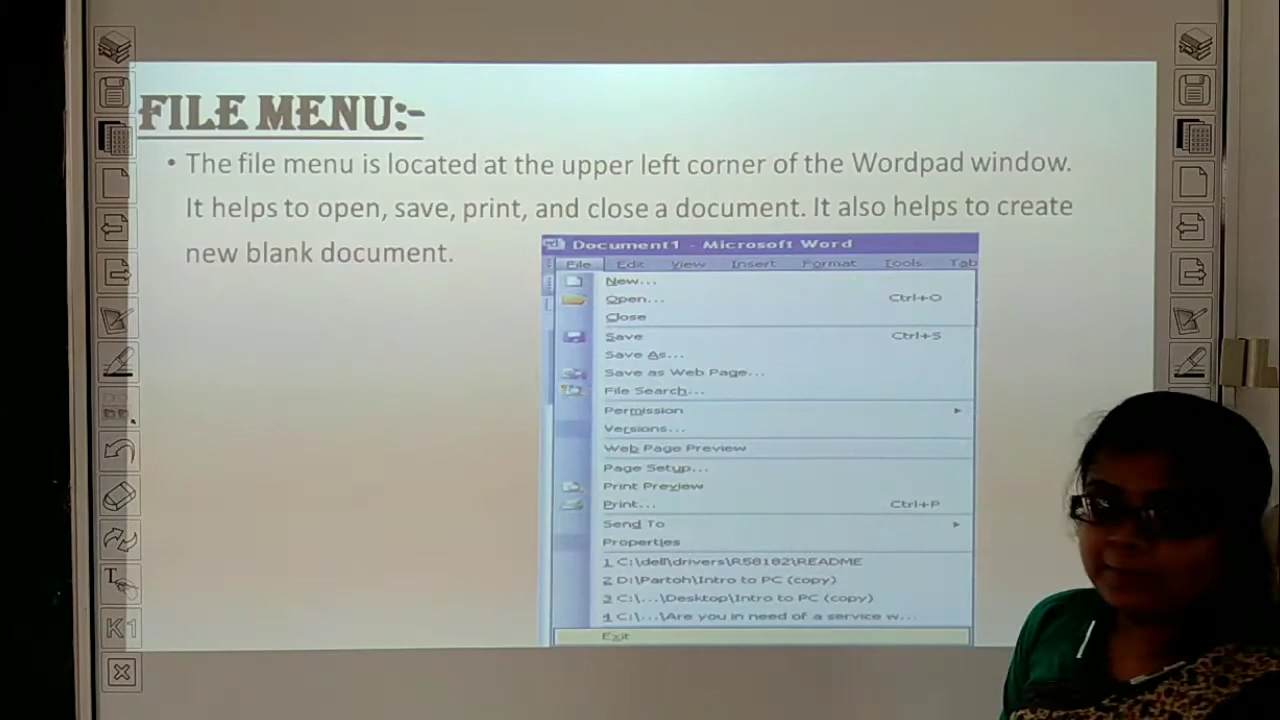 FILE MENU:-
• The file menu is located at the upper left corner of the Wordpad window.
It helps to open, save, print, and close a document. It also helps to create
new blank document.
Document1 - Microsoft Word
File Edit View Insert Format Tools Tab
New...
Open... Ctrl+O
Close
Save Ctrl+S
Save As...
Save as Web Page...
File Search...
Permission
Versions...
Web Page Preview
Page Setup...
Print Preview
Print... Ctrl+P
Send To
Properties
1 C:\dell\drivers\R58182\README
2 D:\Partoh\Intro to PC (copy)
3 C:\...\Desktop\Intro to PC (copy)
4 C:\...\Are you in need of a service w...
Exit
T
K1